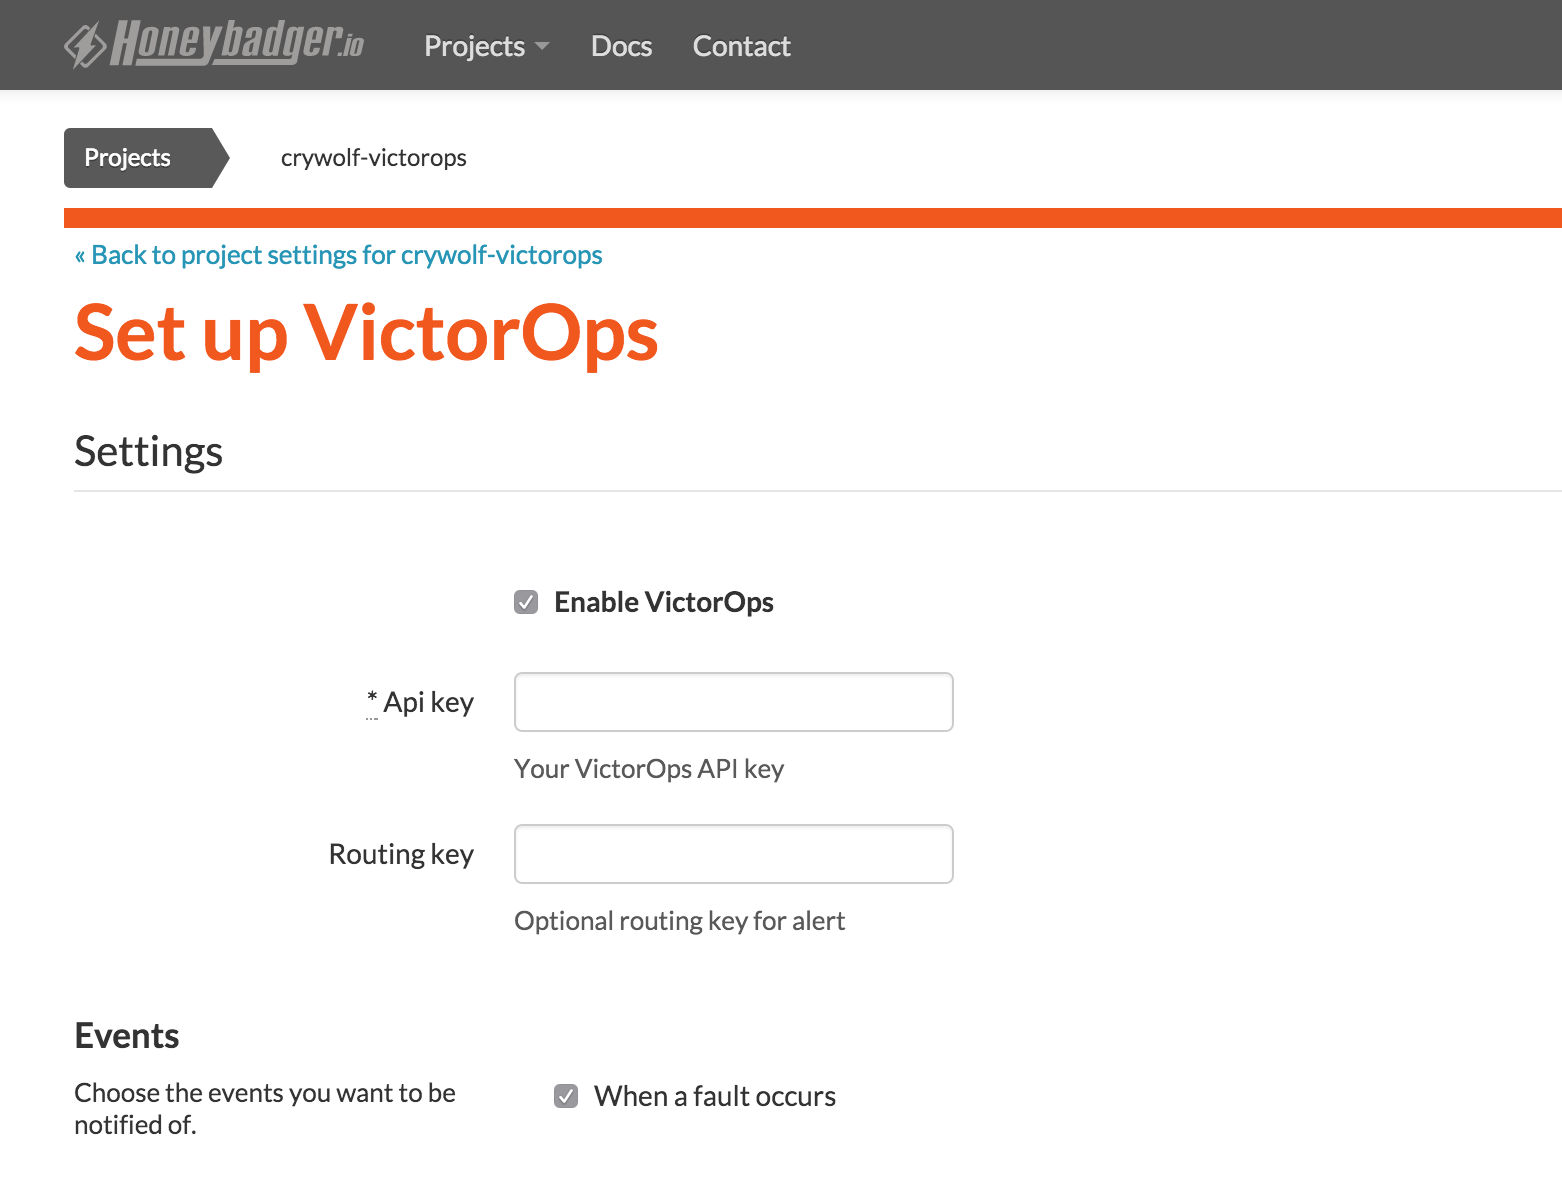 Honeybadger.io Projects Docs Contact
Projects crywolf-victorops
« Back to project settings for crywolf-victorops
Set up VictorOps
Settings
Enable VictorOps
* Api key
Your VictorOps API key
Routing key
Optional routing key for alert
Events
Choose the events you want to be
notified of.
When a fault occurs